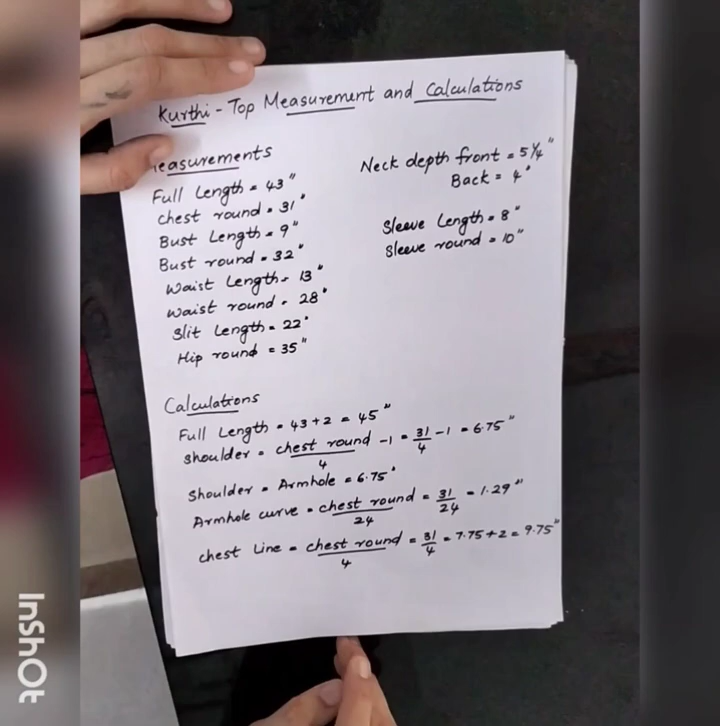 Kurthi - Top Measurement and Calculations
easurements
Full Length = 43"
chest round = 31"
Bust Length = 9"
Bust round = 32"
Waist Length = 13"
Waist round = 28"
Slit Length = 22"
Hip round = 35"
Neck depth front = 5 1/4"
Back = 4"
Sleeve Length = 8"
Sleeve round = 10"
Calculations
Full Length = 43+2 = 45"
Shoulder = chest round/4 -1 = 31/4 -1 = 6.75"
Shoulder = Armhole = 6.75"
Armhole curve = chest round/24 = 31/24 = 1.29"
chest Line = chest round/4 = 31/4 = 7.75+2 = 9.75"
InShOt